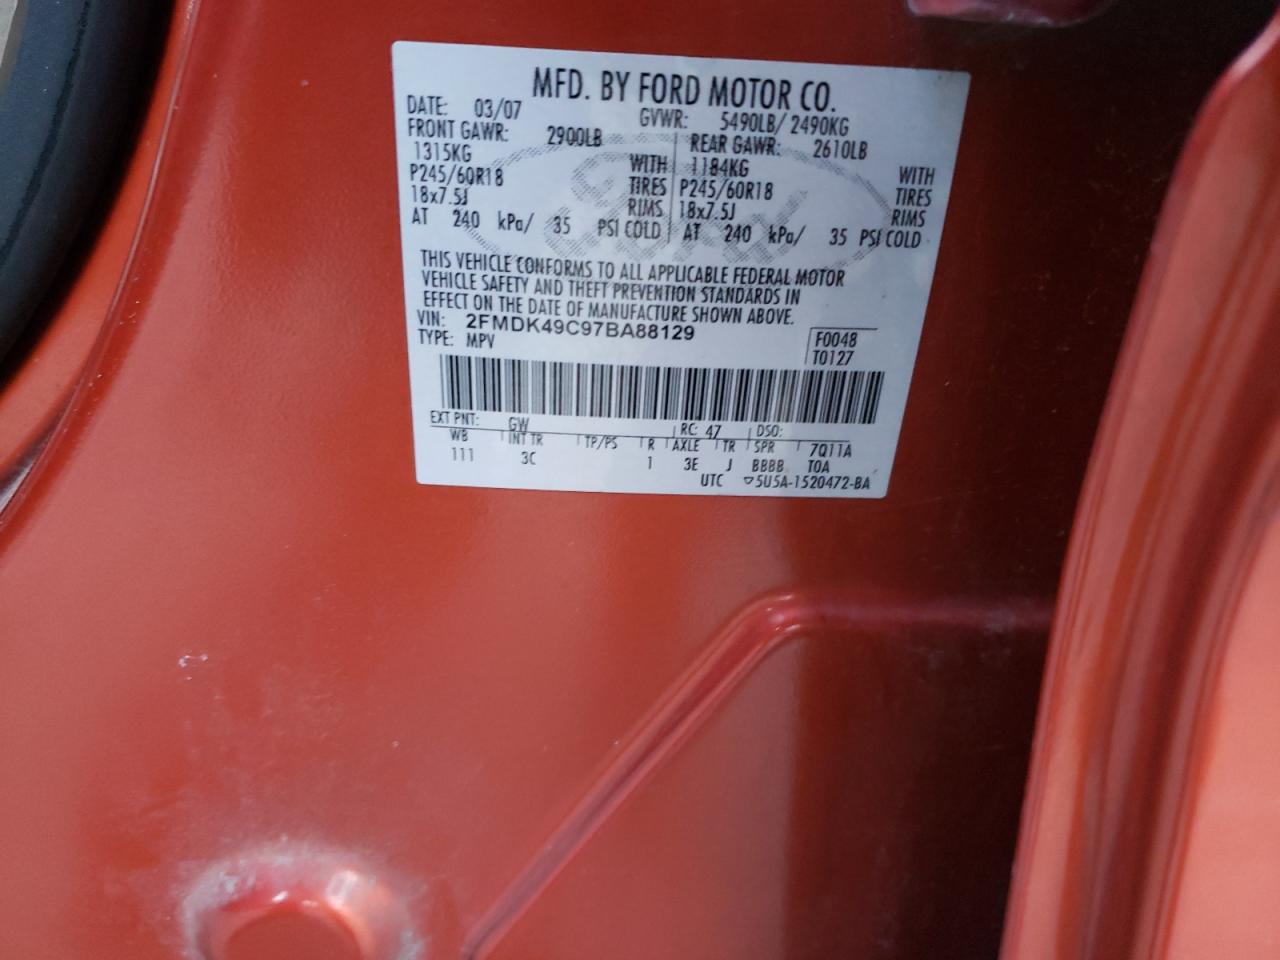 MFD. BY FORD MOTOR CO.
DATE: 03/07 GVWR: 5490LB/ 2490KG
FRONT GAWR: 2900LB REAR GAWR: 2610LB
1315KG WITH 1184KG WITH
P245/60R18 TIRES P245/60R18 TIRES
18x7.5J RIMS 18x7.5J RIMS
AT 240 kPa/ 35 PSI COLD AT 240 kPa/ 35 PSI COLD
Ford
THIS VEHICLE CONFORMS TO ALL APPLICABLE FEDERAL MOTOR
VEHICLE SAFETY AND THEFT PREVENTION STANDARDS IN
EFFECT ON THE DATE OF MANUFACTURE SHOWN ABOVE.
VIN: 2FMDK49C97BA88129
TYPE: MPV F0048
T0127
EXT PNT: GW RC: 47 DSO:
WB INT TR TP/PS R AXLE TR SPR 7Q11A
111 3C 1 3E J BBBB TOA
UTC ▽5U5A-1520472-BA